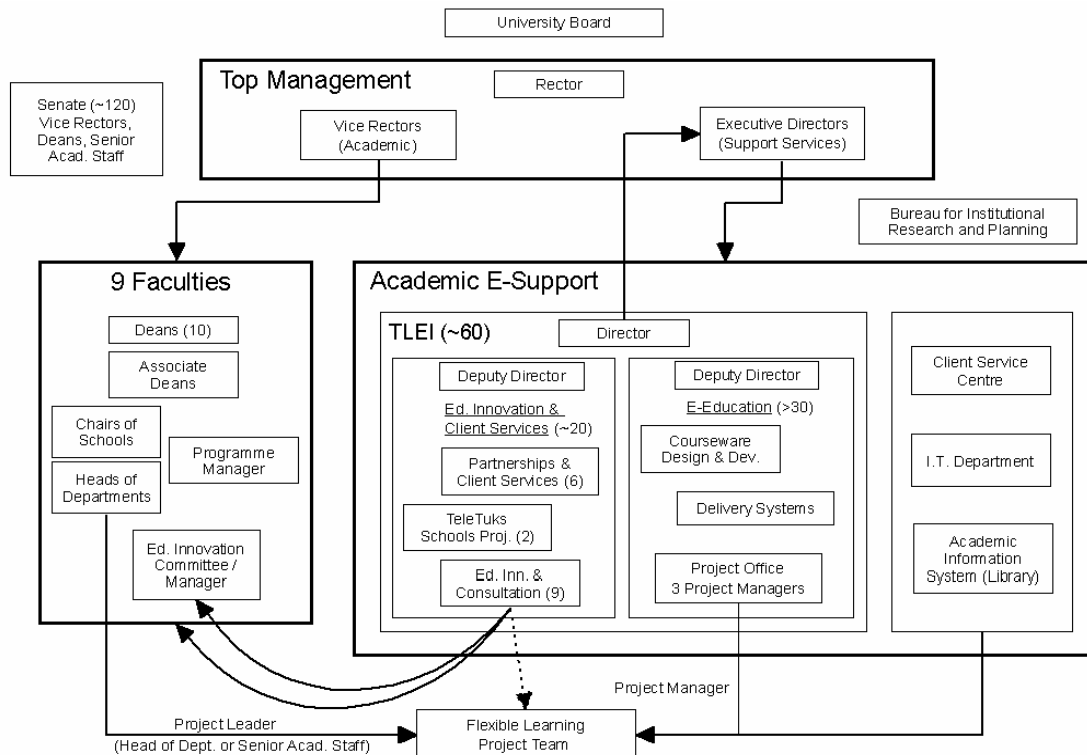 University Board
Top Management
Rector
Senate (~120)
Vice Rectors,
Deans, Senior
Acad. Staff
Vice Rectors
(Academic)
Executive Directors
(Support Services)
Bureau for Institutional
Research and Planning
9 Faculties
Deans (10)
Associate
Deans
Chairs of
Schools
Programme
Manager
Heads of
Departments
Ed. Innovation
Committee /
Manager
Academic E-Support
TLEI (~60)
Director
Deputy Director
Ed. Innovation &
Client Services (~20)
Partnerships &
Client Services (6)
TeleTuks
Schools Proj. (2)
Ed. Inn. &
Consultation (9)
Deputy Director
E-Education (>30)
Courseware
Design & Dev.
Delivery Systems
Project Office
3 Project Managers
Client Service
Centre
I.T. Department
Academic
Information
System (Library)
Project Manager
Project Leader
(Head of Dept. or Senior Acad. Staff)
Flexible Learning
Project Team